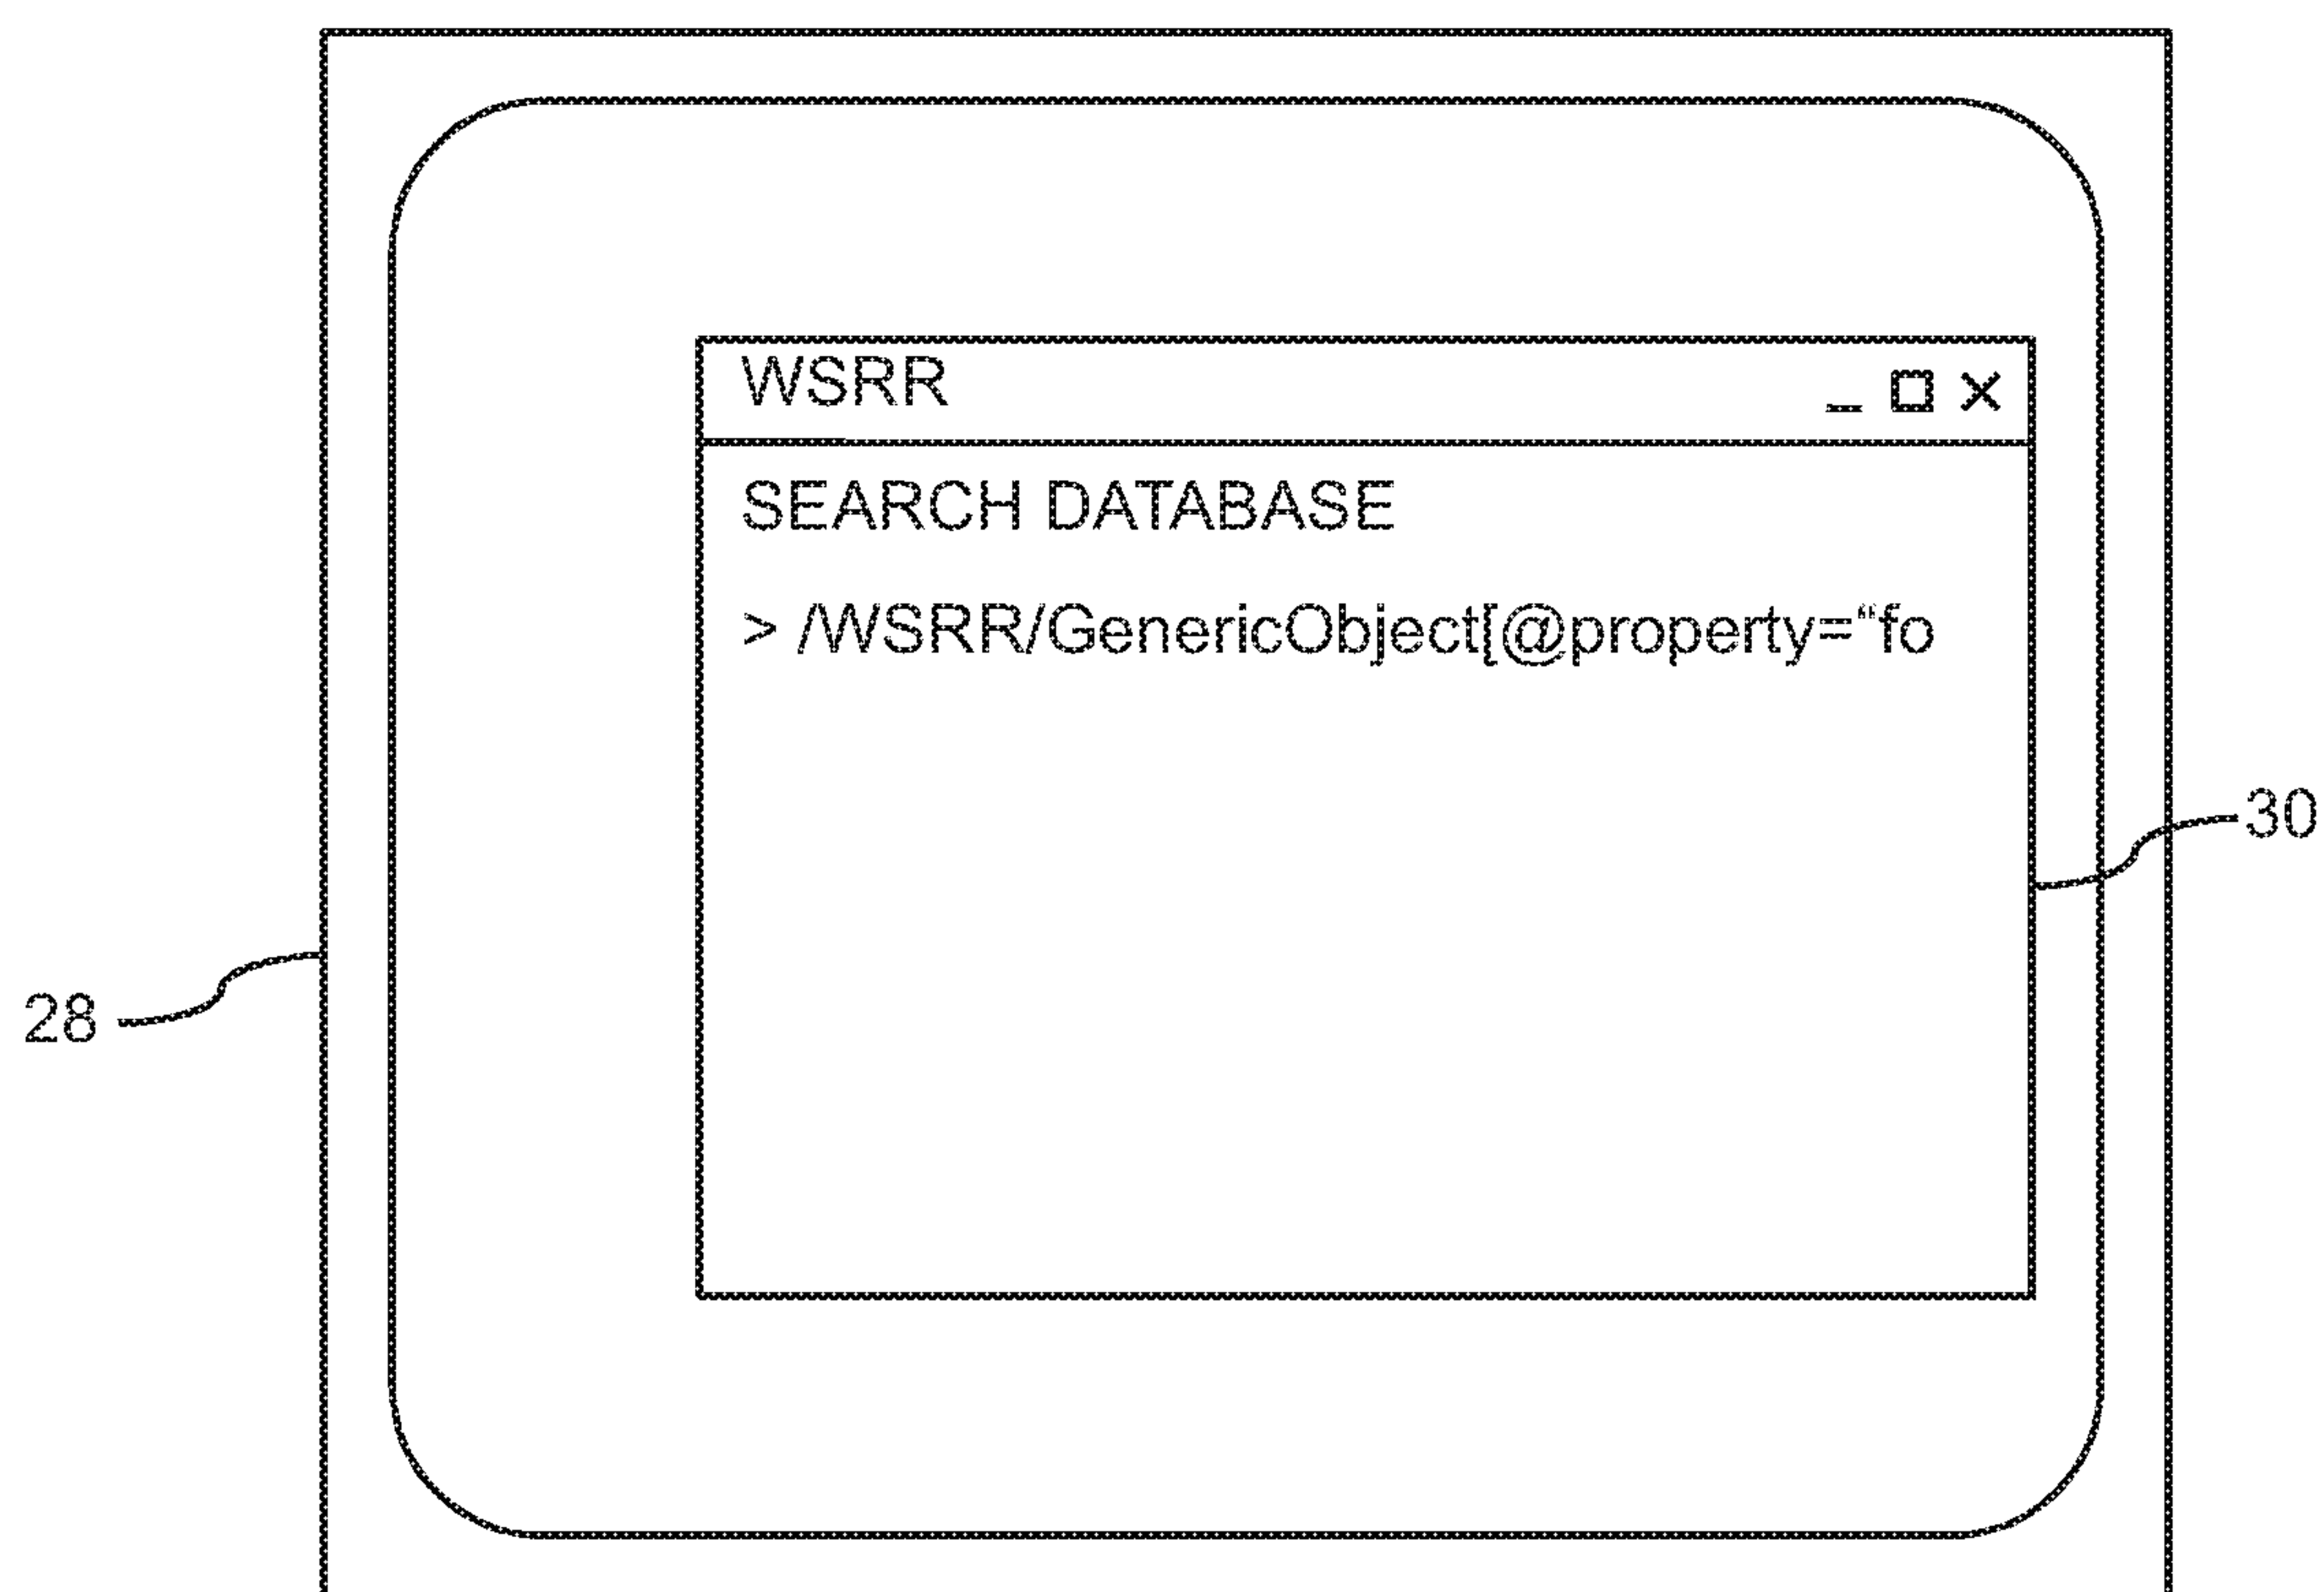 WSRR
SEARCH DATABASE
> /WSRR/GenericObject[@property=“fo
30
28